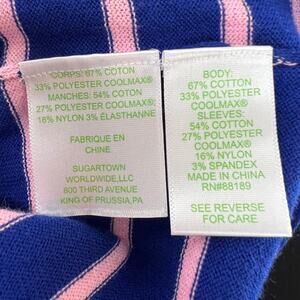 CORPS: 67% COTON
33% POLYESTER COOLMAX®
MANCHES: 54% COTON
27% POLYESTER COOLMAX®
16% NYLON 3% ÉLASTHANNE
FABRIQUE EN
CHINE
SUGARTOWN
WORLDWIDE,LLC
800 THIRD AVENUE
KING OF PRUSSIA,PA
BODY:
67% COTTON
33% POLYESTER
COOLMAX®
SLEEVES:
54% COTTON
27% POLYESTER
COOLMAX®
16% NYLON
3% SPANDEX
MADE IN CHINA
RN#88189
SEE REVERSE
FOR CARE